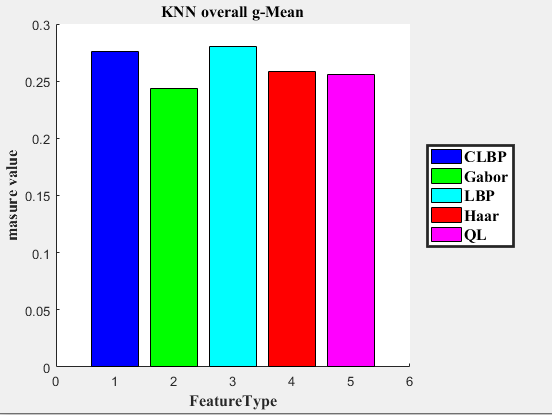 KNN overall g-Mean
0.3
0.25
0.2
0.15
0.1
0.05
0
masure value
0 1 2 3 4 5 6
FeatureType
CLBP
Gabor
LBP
Haar
QL